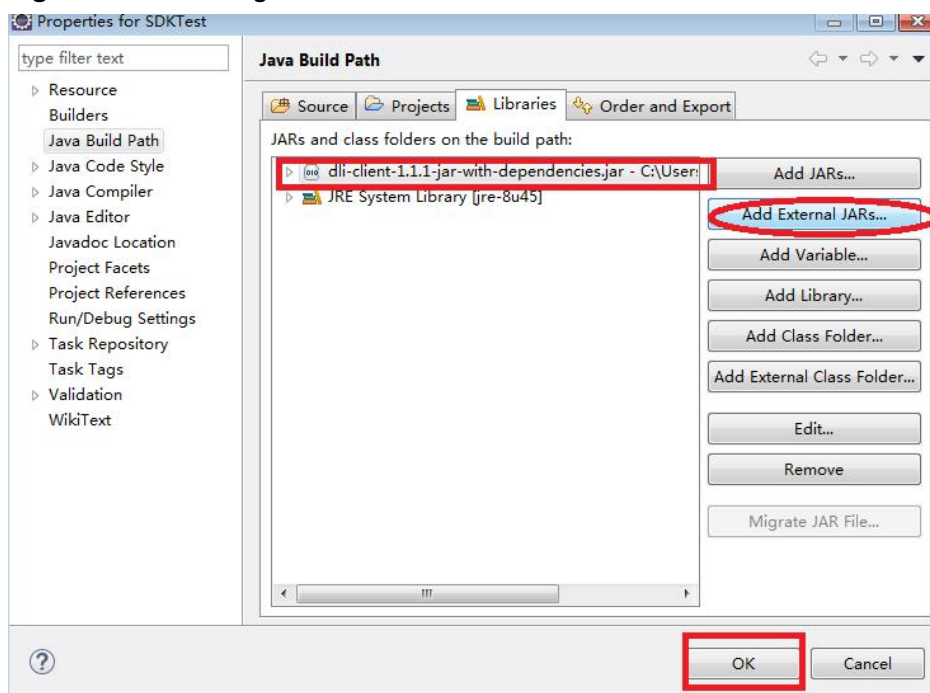 Properties for SDKTest
type filter text
Resource
Builders
Java Build Path
Java Code Style
Java Compiler
Java Editor
Javadoc Location
Project Facets
Project References
Run/Debug Settings
Task Repository
Task Tags
Validation
WikiText
Java Build Path
Source Projects Libraries Order and Export
JARs and class folders on the build path:
dli-client-1.1.1-jar-with-dependencies.jar - C:\User
JRE System Library [jre-8u45]
Add JARs...
Add External JARs...
Add Variable...
Add Library...
Add Class Folder...
Add External Class Folder...
Edit...
Remove
Migrate JAR File...
OK Cancel